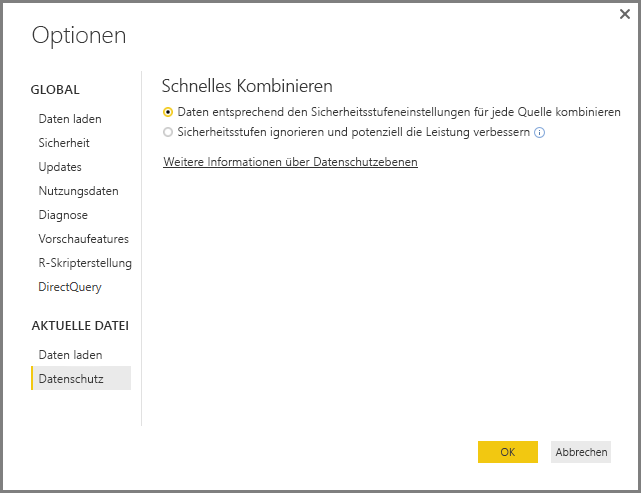 Optionen
GLOBAL
Daten laden
Sicherheit
Updates
Nutzungsdaten
Diagnose
Vorschaufeatures
R-Skripterstellung
DirectQuery
AKTUELLE DATEI
Daten laden
Datenschutz
Schnelles Kombinieren
Daten entsprechend den Sicherheitsstufeneinstellungen für jede Quelle kombinieren
Sicherheitsstufen ignorieren und potenziell die Leistung verbessern
Weitere Informationen über Datenschutzebenen
OK
Abbrechen